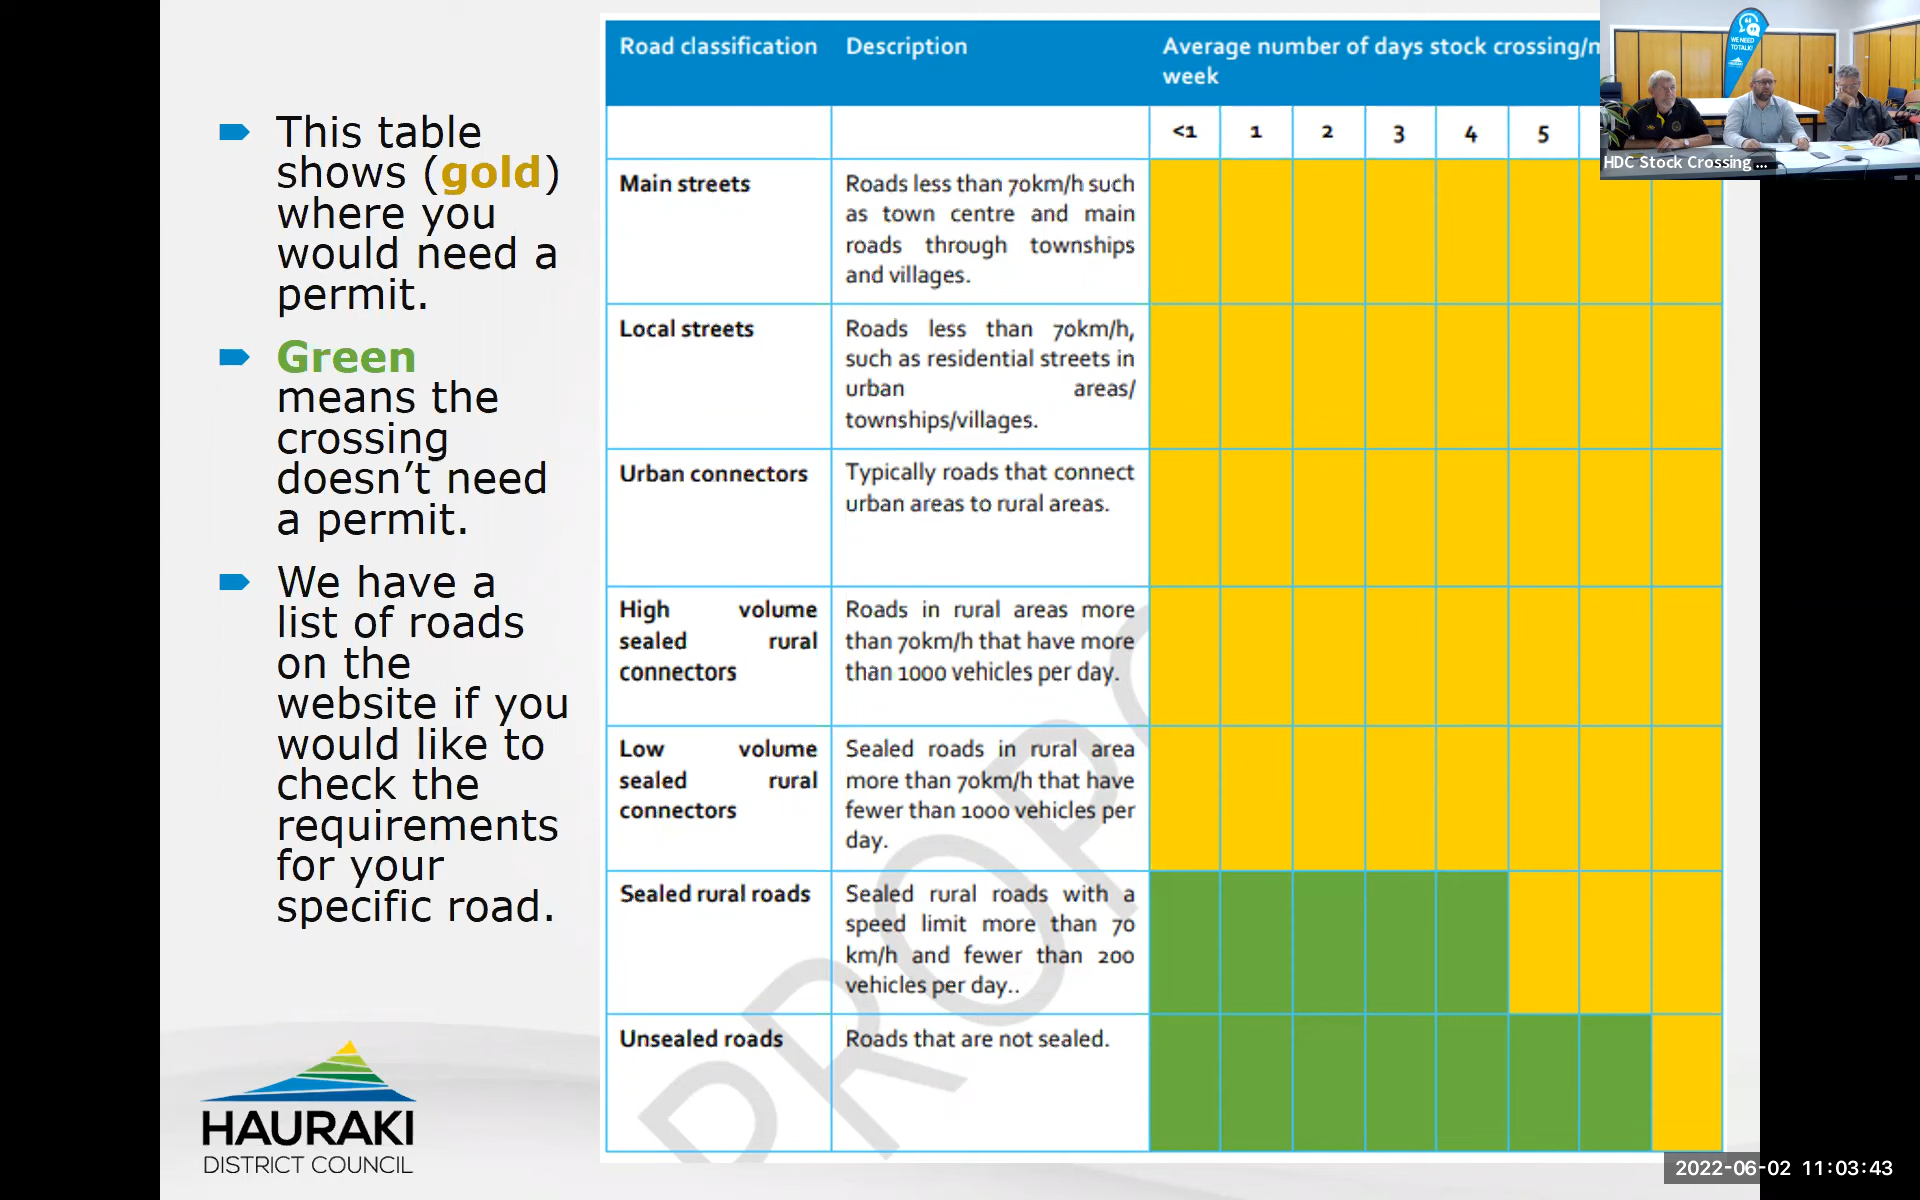 This table
shows (gold)
where you
would need a
permit.
Green
means the
crossing
doesn't need
a permit.
We have a
list of roads
on the
website if you
would like to
check the
requirements
for your
specific road.
HAURAKI
DISTRICT COUNCIL
Road classification Description Average number of days stock crossing/m
week
<1 1 2 3 4 5
Main streets
Roads less than 70km/h such
as town centre and main
roads through townships
and villages.
Local streets
Roads less than 70km/h,
such as residential streets in
urban areas/
townships/villages.
Urban connectors
Typically roads that connect
urban areas to rural areas.
High volume
sealed rural
connectors
Roads in rural areas more
than 70km/h that have more
than 1000 vehicles per day.
Low volume
sealed rural
connectors
Sealed roads in rural area
more than 70km/h that have
fewer than 1000 vehicles per
day.
Sealed rural roads
Sealed rural roads with a
speed limit more than 70
km/h and fewer than 200
vehicles per day..
Unsealed roads
Roads that are not sealed.
PROPO
WE NEED
TO TALK!
HDC Stock Crossing ...
2022-06-02 11:03:43